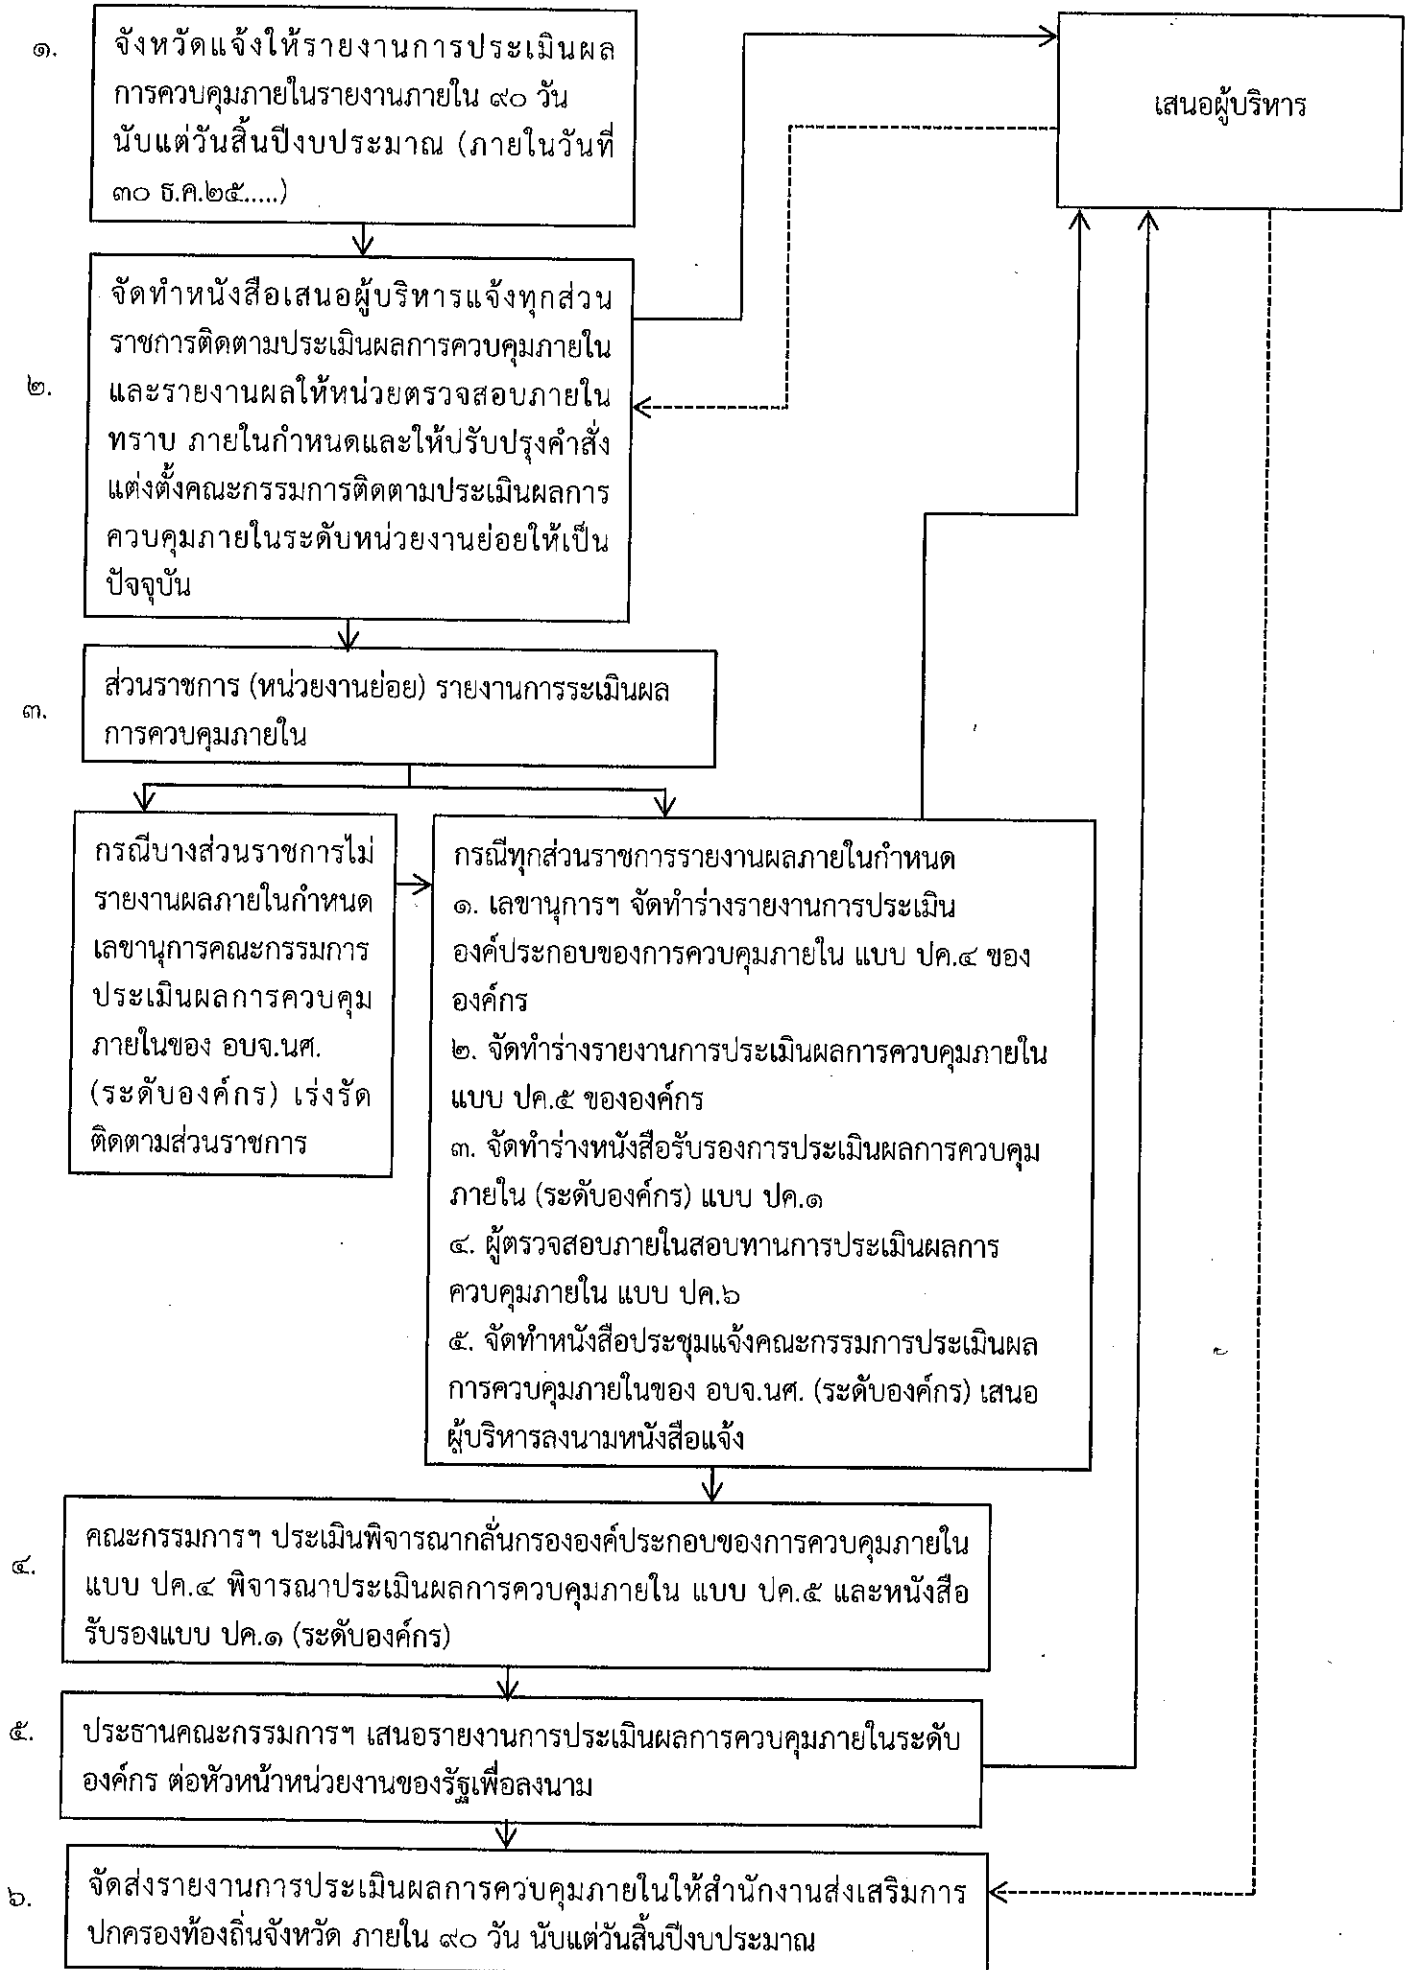 ๑.
จังหวัดแจ้งให้รายงานการประเมินผล
การควบคุมภายในรายงานภายใน ๙๐ วัน
นับแต่วันสิ้นปีงบประมาณ (ภายในวันที่
๓๐ ธ.ค.๒๕.....)
เสนอผู้บริหาร
๒.
จัดทำหนังสือเสนอผู้บริหารแจ้งทุกส่วน
ราชการติดตามประเมินผลการควบคุมภายใน
และรายงานผลให้หน่วยตรวจสอบภายใน
ทราบ ภายในกำหนดและให้ปรับปรุงคำสั่ง
แต่งตั้งคณะกรรมการติดตามประเมินผลการ
ควบคุมภายในระดับหน่วยงานย่อยให้เป็น
ปัจจุบัน
๓.
ส่วนราชการ (หน่วยงานย่อย) รายงานการระเมินผล
การควบคุมภายใน
กรณีบางส่วนราชการไม่
รายงานผลภายในกำหนด
เลขานุการคณะกรรมการ
ประเมินผลการควบคุม
ภายในของ อบจ.นศ.
(ระดับองค์กร) เร่งรัด
ติดตามส่วนราชการ
กรณีทุกส่วนราชการรายงานผลภายในกำหนด
๑. เลขานุการฯ จัดทำร่างรายงานการประเมิน
องค์ประกอบของการควบคุมภายใน แบบ ปค.๔ ของ
องค์กร
๒. จัดทำร่างรายงานการประเมินผลการควบคุมภายใน
แบบ ปค.๕ ขององค์กร
๓. จัดทำร่างหนังสือรับรองการประเมินผลการควบคุม
ภายใน (ระดับองค์กร) แบบ ปค.๑
๔. ผู้ตรวจสอบภายในสอบทานการประเมินผลการ
ควบคุมภายใน แบบ ปค.๖
๕. จัดทำหนังสือประชุมแจ้งคณะกรรมการประเมินผล
การควบคุมภายในของ อบจ.นศ. (ระดับองค์กร) เสนอ
ผู้บริหารลงนามหนังสือแจ้ง
๔.
คณะกรรมการฯ ประเมินพิจารณากลั่นกรององค์ประกอบของการควบคุมภายใน
แบบ ปค.๔ พิจารณาประเมินผลการควบคุมภายใน แบบ ปค.๕ และหนังสือ
รับรองแบบ ปค.๑ (ระดับองค์กร)
๕.
ประธานคณะกรรมการฯ เสนอรายงานการประเมินผลการควบคุมภายในระดับ
องค์กร ต่อหัวหน้าหน่วยงานของรัฐเพื่อลงนาม
๖.
จัดส่งรายงานการประเมินผลการควบคุมภายในให้สำนักงานส่งเสริมการ
ปกครองท้องถิ่นจังหวัด ภายใน ๙๐ วัน นับแต่วันสิ้นปีงบประมาณ